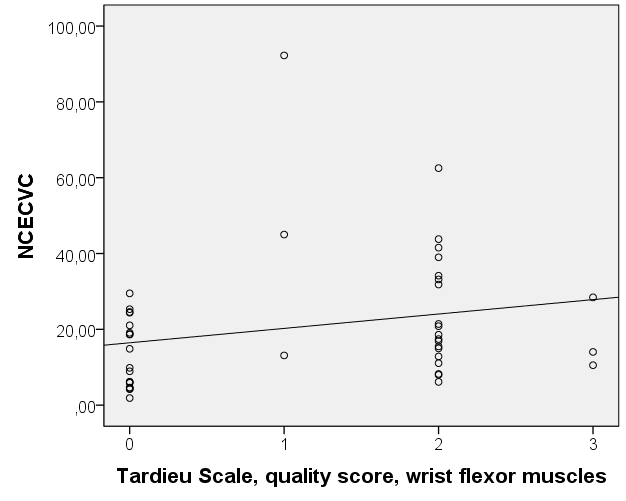 100,00
80,00
60,00
40,00
20,00
,00
NCECVC
0 1 2 3
Tardieu Scale, quality score, wrist flexor muscles